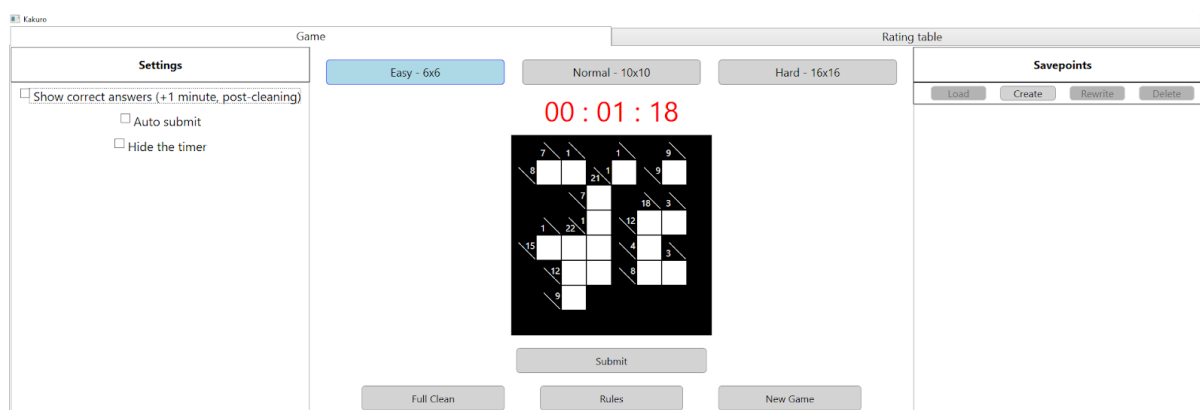 Kakuro
Game Rating table
Settings Easy - 6x6 Normal - 10x10 Hard - 16x16 Savepoints
Show correct answers (+1 minute, post-cleaning) Load Create Rewrite Delete
00 : 01 : 18
Auto submit
Hide the timer
7 1 1 9
8 21 1 9
7
18 3
1 22 1 12
15 4 3
12 8
9
Submit
Full Clean Rules New Game